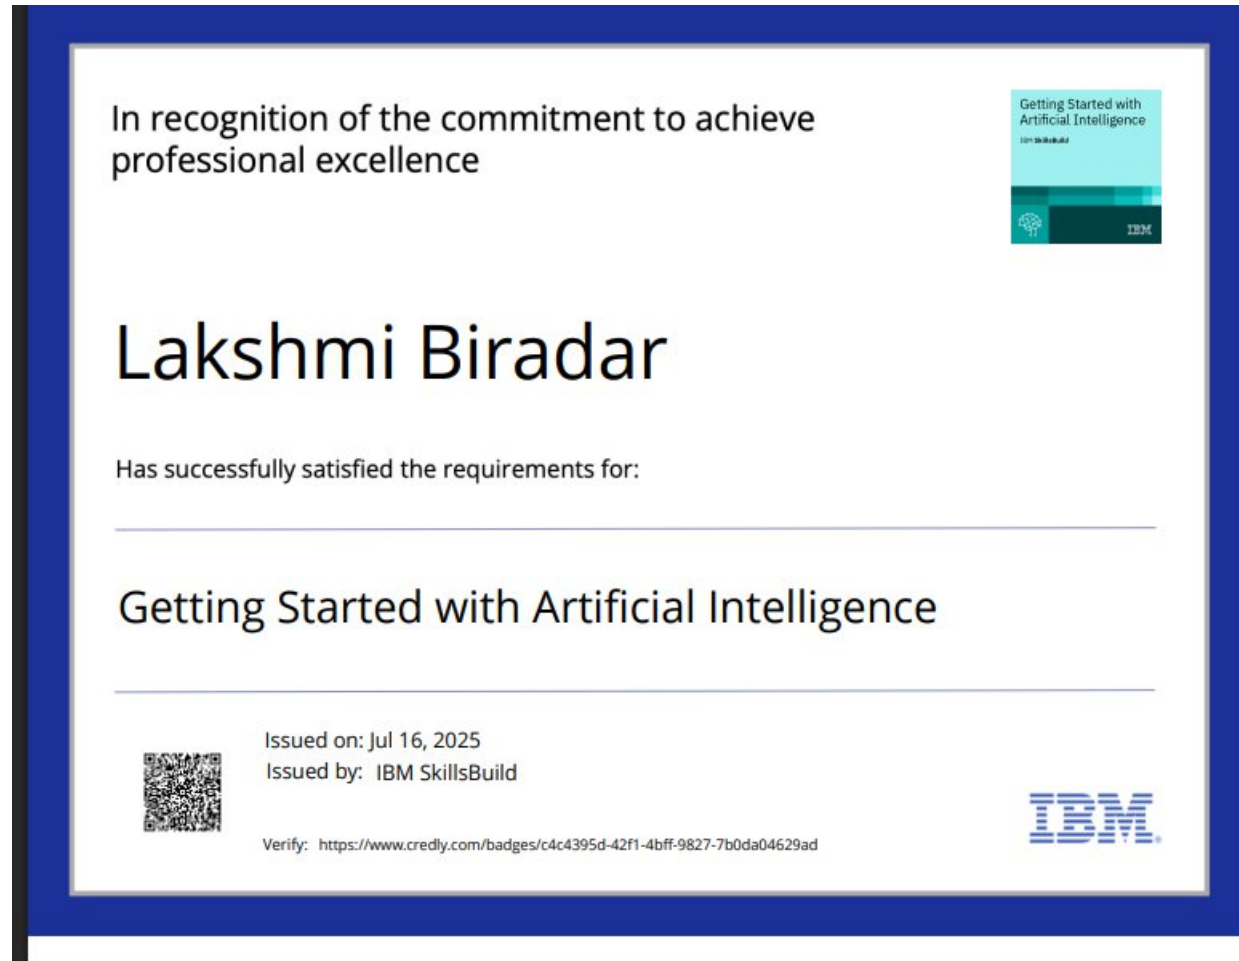 In recognition of the commitment to achieve
professional excellence
Getting Started with
Artificial Intelligence
IBM SkillsBuild
IBM
Lakshmi Biradar
Has successfully satisfied the requirements for:
Getting Started with Artificial Intelligence
Issued on: Jul 16, 2025
Issued by: IBM SkillsBuild
Verify: https://www.credly.com/badges/c4c4395d-42f1-4bff-9827-7b0da04629ad
IBM.